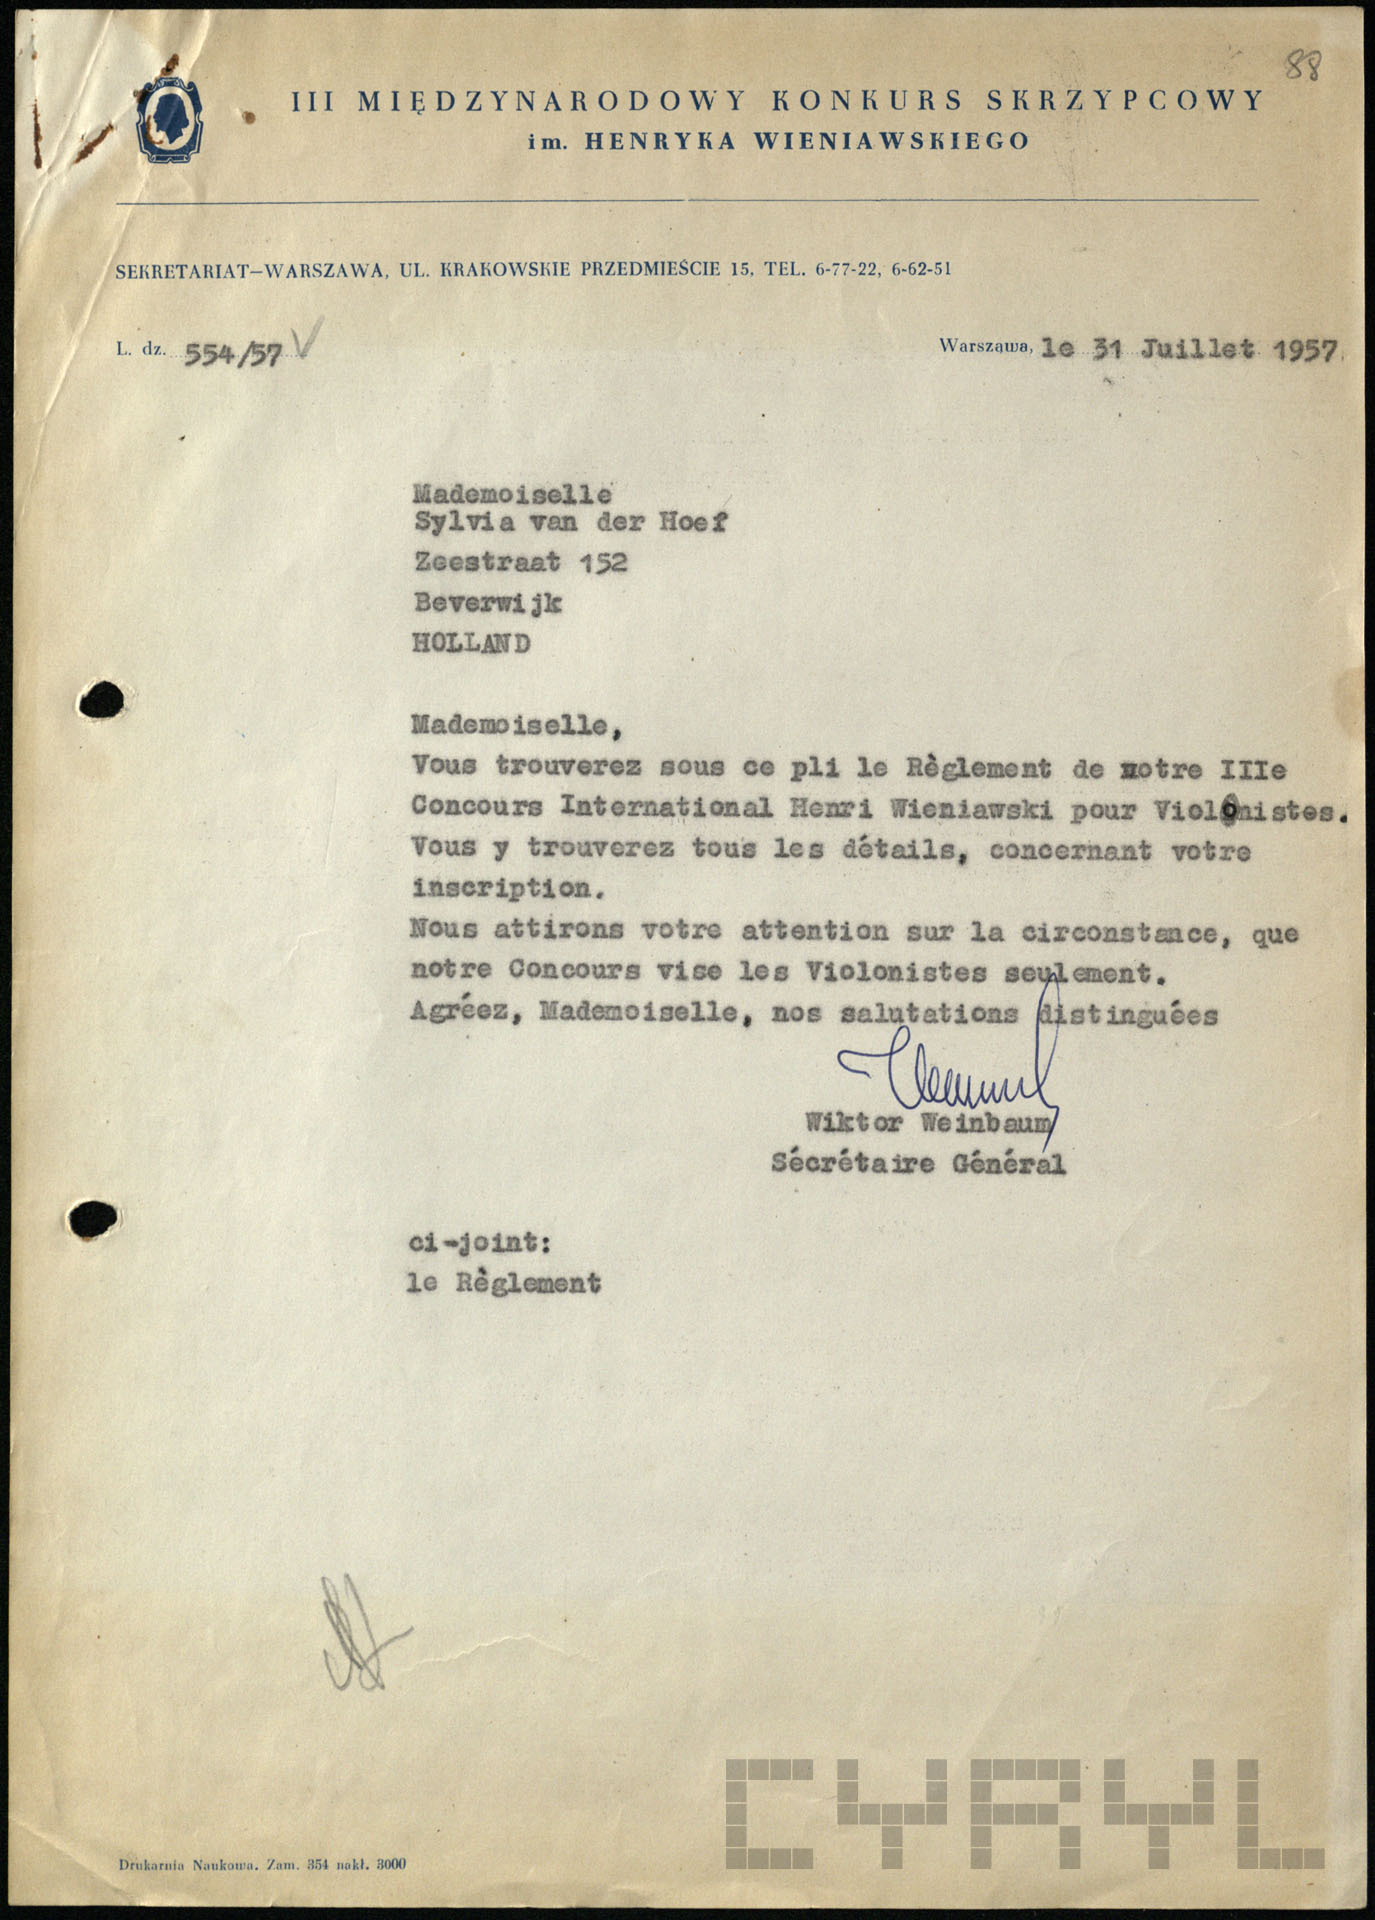 88
III MIĘDZYNARODOWY KONKURS SKRZYPCOWY
im. HENRYKA WIENIAWSKIEGO
SEKRETARIAT—WARSZAWA, UL. KRAKOWSKIE PRZEDMIEŚCIE 15, TEL. 6-77-22, 6-62-51
L. dz. 554/57 V
Warszawa, le 31 Juillet 1957
Mademoiselle
Sylvia van der Hoef
Zeestraat 152
Beverwijk
HOLLAND
Mademoiselle,
Vous trouverez sous ce pli le Règlement de notre IIIe
Concours International Henri Wieniawski pour Violonistes.
Vous y trouverez tous les détails, concernant votre
inscription.
Nous attirons votre attention sur la circonstance, que
notre Concours vise les Violonistes seulement.
Agréez, Mademoiselle, nos salutations distinguées
Wiktor Weinbaum
Sécrétaire Général
ci-joint:
le Règlement
CYRYL
Drukarnia Naukowa. Zam. 354 nakł. 3000